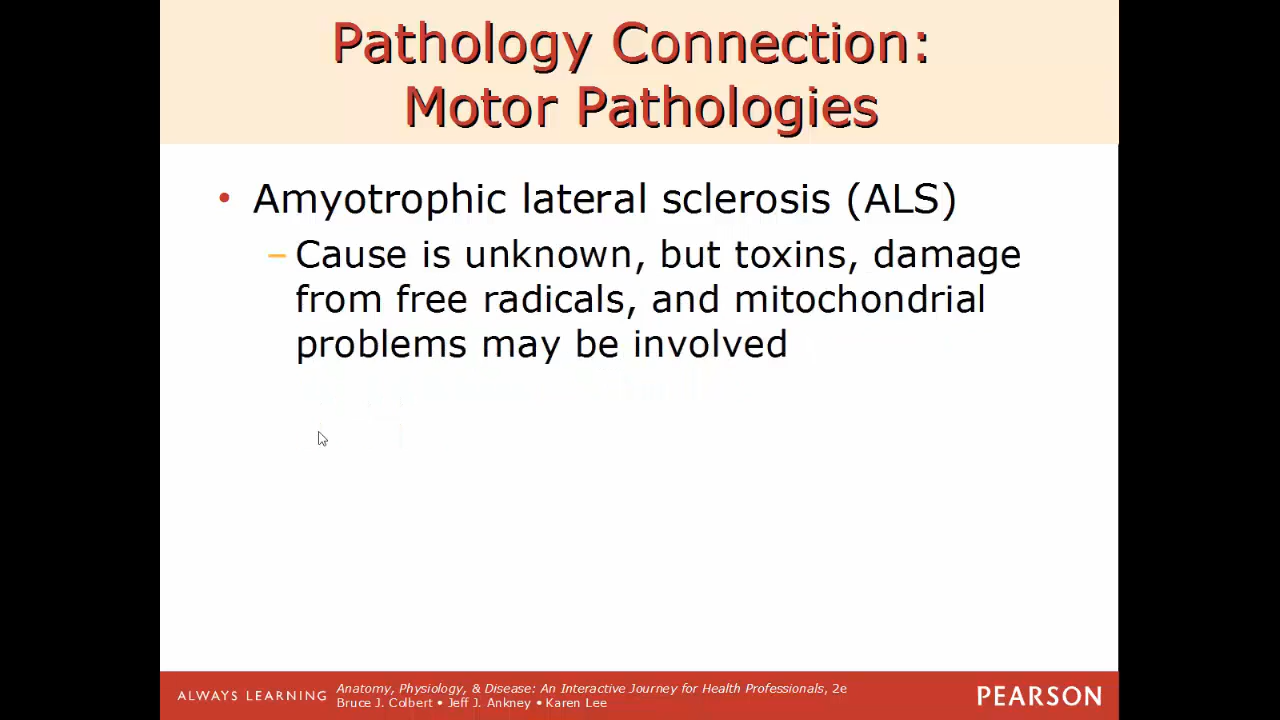 Pathology Connection:
Motor Pathologies
• Amyotrophic lateral sclerosis (ALS)
– Cause is unknown, but toxins, damage
from free radicals, and mitochondrial
problems may be involved
ALWAYS LEARNING
Anatomy, Physiology, & Disease: An Interactive Journey for Health Professionals, 2e
Bruce J. Colbert • Jeff J. Ankney • Karen Lee
PEARSON